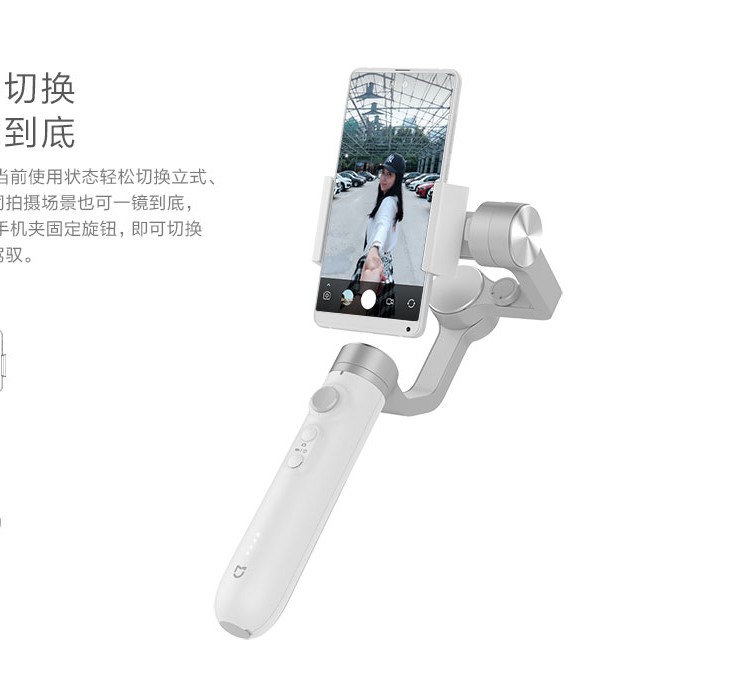 切换
到底
当前使用状态轻松切换立式、
拍摄场景也可一镜到底，
手机夹固定旋钮，即可切换
驭。